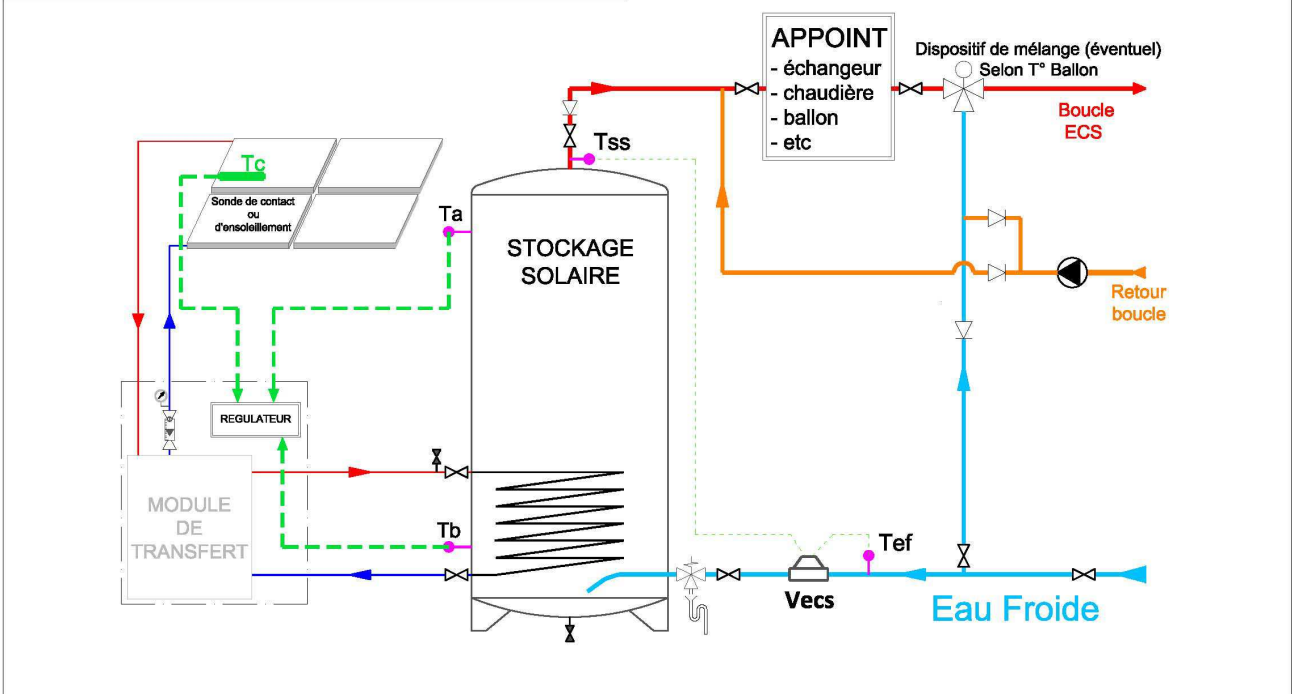 APPOINT
- échangeur
- chaudière
- ballon
- etc
Dispositif de mélange (éventuel)
Selon T° Ballon
Boucle
ECS
Tss
Tc
Sonde de contact
ou
d'ensoleillement
Ta
STOCKAGE
SOLAIRE
Retour
boucle
REGULATEUR
MODULE
DE
TRANSFERT
Tb
Tef
Vecs
Eau Froide